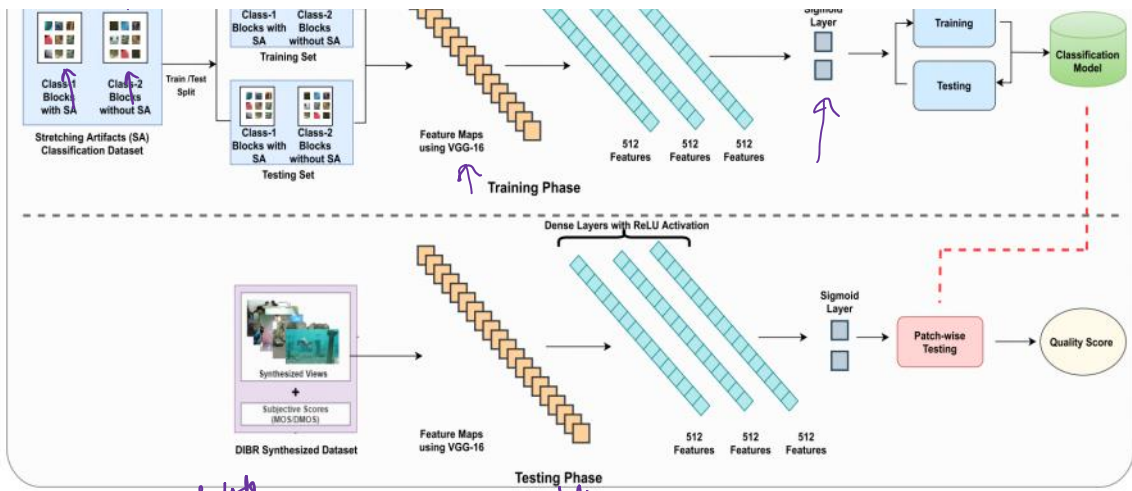 Class-1
Blocks
with SA
Class-2
Blocks
without SA
Stretching Artifacts (SA)
Classification Dataset
Train /Test
Split
Class-1
Blocks with
SA
Class-2
Blocks
without SA
Training Set
Class-1
Blocks with
SA
Class-2
Blocks
without SA
Testing Set
Feature Maps
using VGG-16
512
Features
512
Features
512
Features
Sigmoid
Layer
Training
Testing
Classification
Model
Training Phase
Dense Layers with ReLU Activation
Synthesized Views
+
Subjective Scores
(MOS/DMOS)
DIBR Synthesized Dataset
Feature Maps
using VGG-16
512
Features
512
Features
512
Features
Sigmoid
Layer
Patch-wise
Testing
Quality Score
Testing Phase